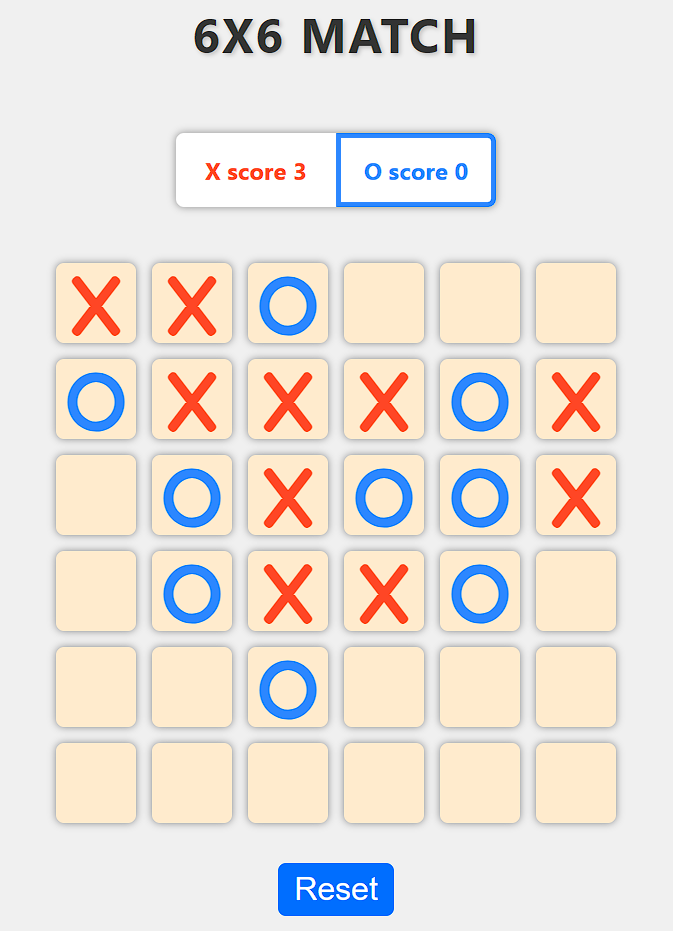 6X6 MATCH
X score 3 O score 0
X X O
O X X X O X
O X O O X
O X X O
O
Reset